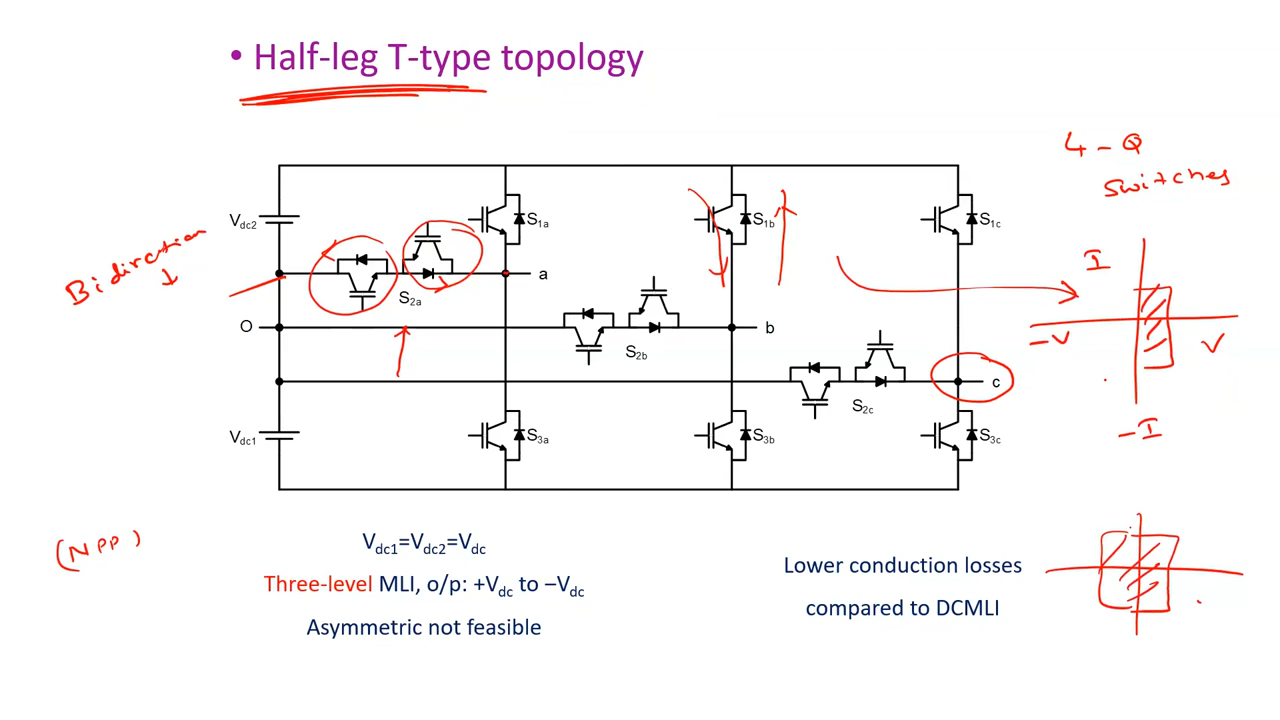 • Half-leg T-type topology
4-Q
switches
Vdc2
S1a
S1b
S1c
Bidirection
I
S2a
a
O
S2b
b
-V
V
S2c
c
-I
Vdc1
S3a
S3b
S3c
(NPP)
Vdc1=Vdc2=Vdc
Three-level MLI, o/p: +Vdc to –Vdc
Asymmetric not feasible
Lower conduction losses
compared to DCMLI